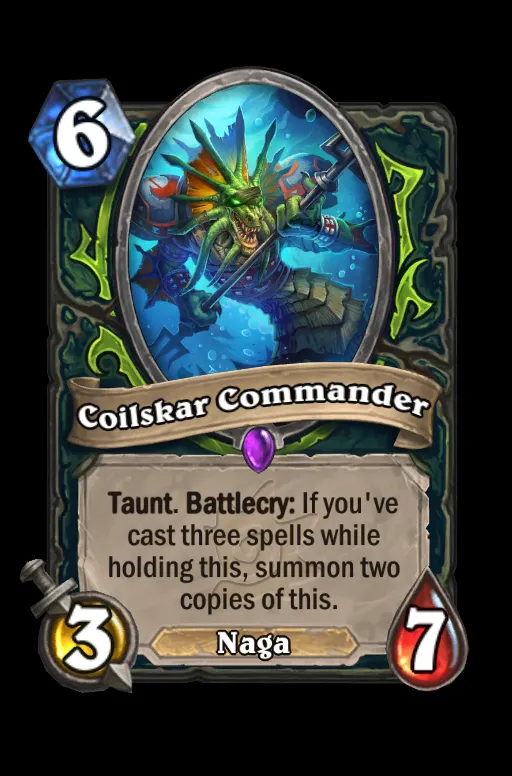 6
Coilskar Commander
Taunt. Battlecry: If you've
cast three spells while
holding this, summon two
copies of this.
3
Naga
7